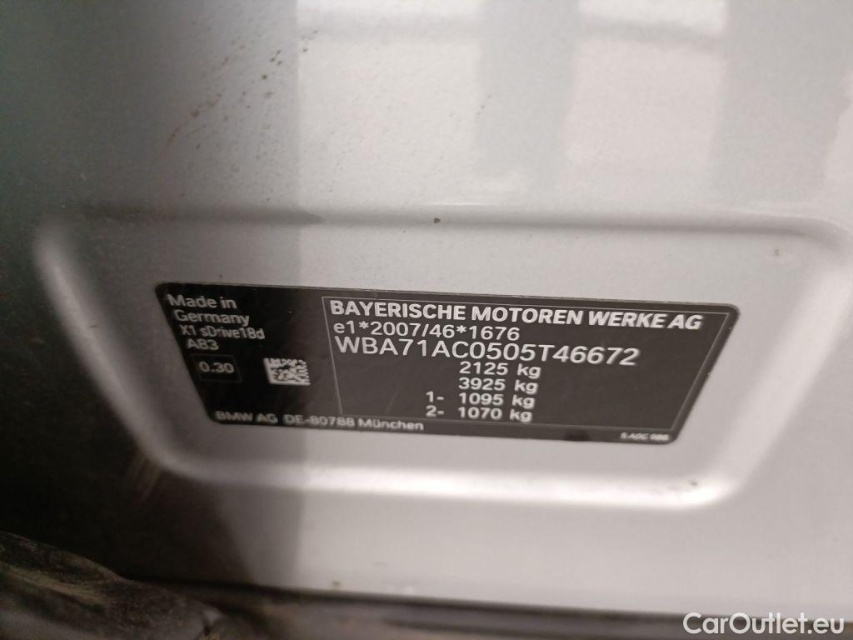 Made in
Germany
X1 sDrive18d
A83
0.30
BAYERISCHE MOTOREN WERKE AG
e1*2007/46*1676
WBA71AC0505T46672
2125 kg
3925 kg
1- 1095 kg
2- 1070 kg
BMW AG DE-80788 München
CarOutlet.eu